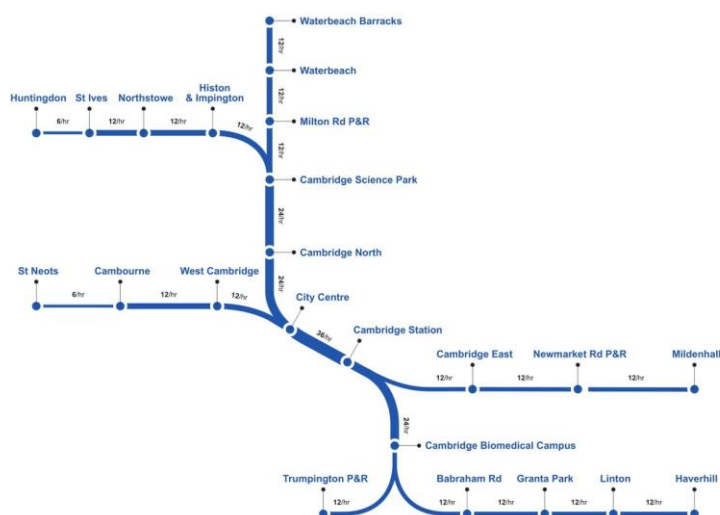 Waterbeach Barracks
12/hr
Waterbeach
12/hr
Milton Rd P&R
12/hr
Huntingdon
St Ives
Northstowe
Histon
& Impington
6/hr
12/hr
12/hr
12/hr
Cambridge Science Park
24/hr
Cambridge North
24/hr
St Neots
Cambourne
West Cambridge
6/hr
12/hr
12/hr
City Centre
36/hr
Cambridge Station
Cambridge East
Newmarket Rd P&R
Mildenhall
12/hr
12/hr
12/hr
24/hr
Cambridge Biomedical Campus
Trumpington P&R
Babraham Rd
Granta Park
Linton
Haverhill
12/hr
12/hr
12/hr
12/hr
12/hr